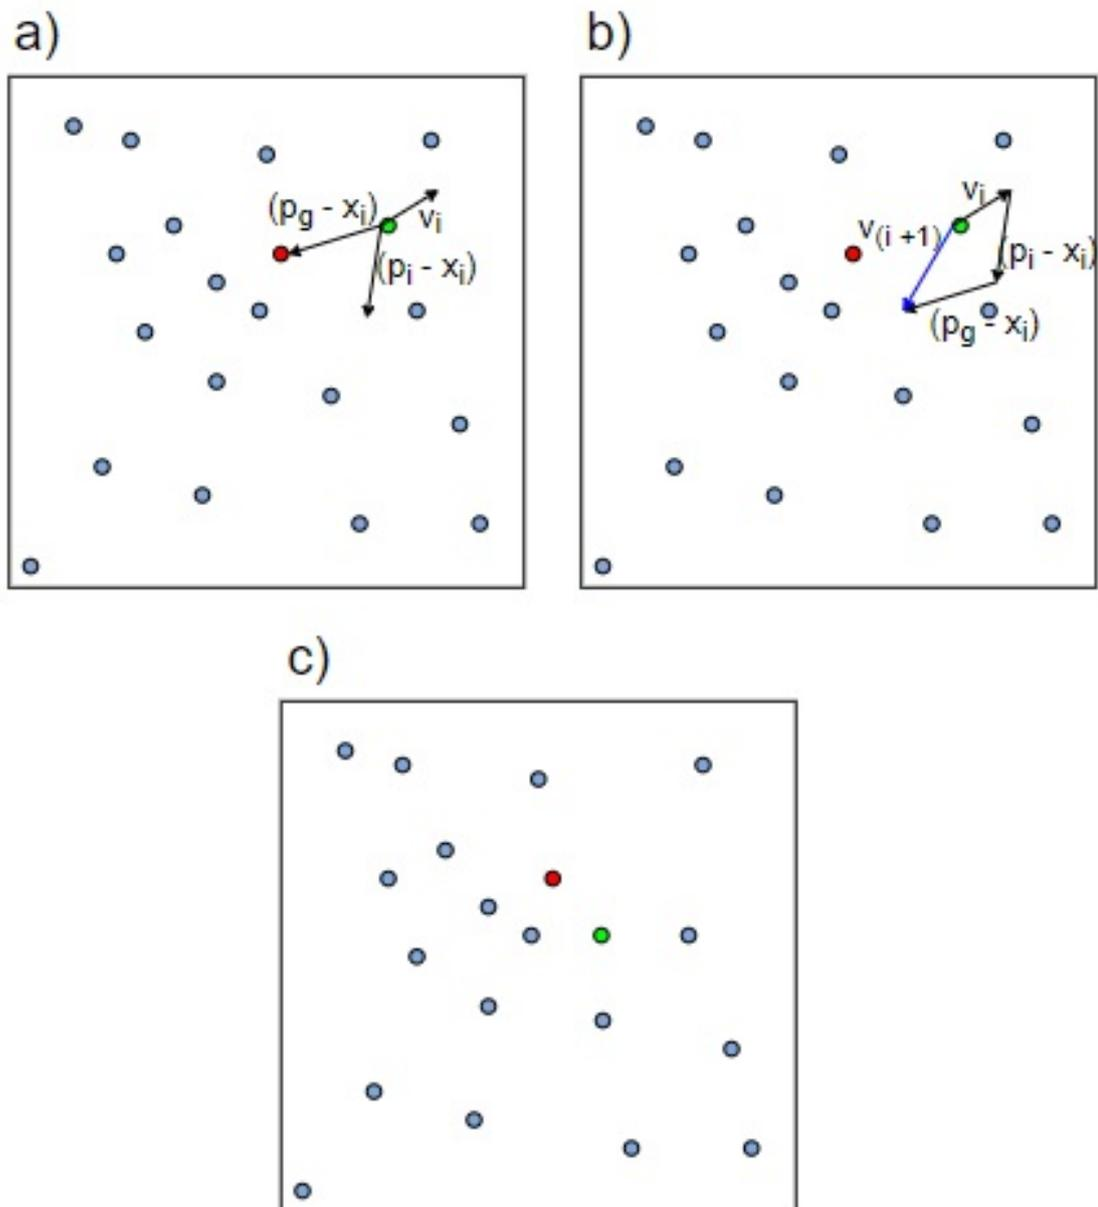 a)
b)
(pg - xi)
vi
(pi - xi)
vi
v(i +1)
(pi - xi)
(pg - xi)
c)